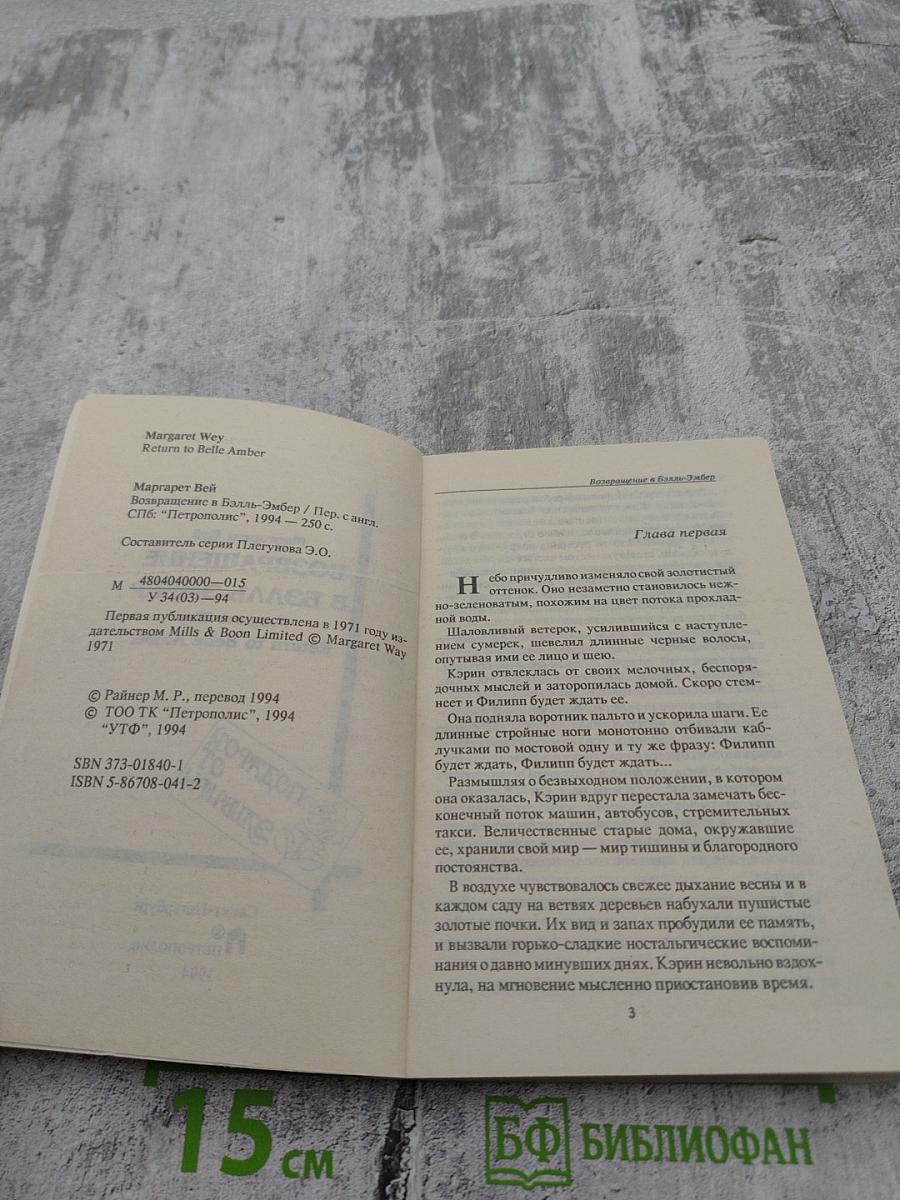 Margaret Wey
Return to Belle Amber
Маргарет Вей
Возвращение в Бэлль-Эмбер / Пер. с англ.
СПб: "Петрополис", 1994 — 250 с.
Составитель серии Плегунова Э.О.
М 4804040000—015
У 34(03)—94
Первая публикация осуществлена в 1971 году из-
дательством Mills & Boon Limited © Margaret Way
1971
© Райнер М. Р., перевод 1994
© ТОО ТК "Петрополис", 1994
"УТФ", 1994
SBN 373-01840-1
ISBN 5-86708-041-2
Возвращение в Бэлль-Эмбер
Глава первая
Небо причудливо изменяло свой золотистый
оттенок. Оно незаметно становилось неж-
но-зеленоватым, похожим на цвет потока прохлад-
ной воды.
Шаловливый ветерок, усилившийся с наступле-
нием сумерек, шевелил длинные черные волосы,
опутывая ими ее лицо и шею.
Кэрин отвлеклась от своих мелочных, беспоря-
дочных мыслей и заторопилась домой. Скоро стем-
неет и Филипп будет ждать ее.
Она подняла воротник пальто и ускорила шаги. Ее
длинные стройные ноги монотонно отбивали каб-
лучками по мостовой одну и ту же фразу: Филипп
будет ждать, Филипп будет ждать...
Размышляя о безвыходном положении, в котором
она оказалась, Кэрин вдруг перестала замечать бес-
конечный поток машин, автобусов, стремительных
такси. Величественные старые дома, окружавшие
ее, хранили свой мир — мир тишины и благородного
постоянства.
В воздухе чувствовалось свежее дыхание весны и в
каждом саду на ветвях деревьев набухали пушистые
золотые почки. Их вид и запах пробудили ее память,
и вызвали горько-сладкие ностальгические воспоми-
нания о давно минувших днях. Кэрин невольно вздох-
нула, на мгновение мысленно приостановив время.
3
15 см
БФ БИБЛИОФАН